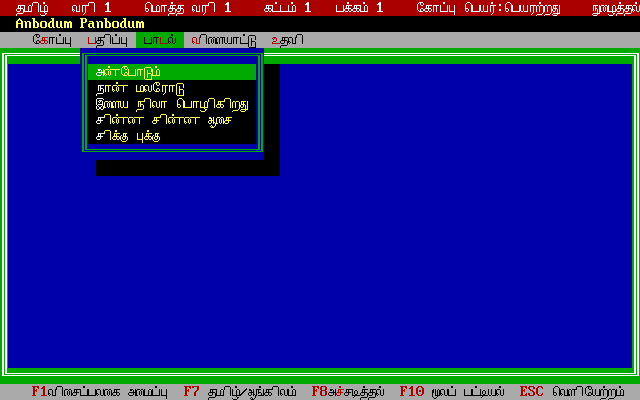 தமிழ் வரி 1 மொத்த வரி 1 கட்டம் 1 பக்கம் 1 கோப்பு பெயர்:பெயரற்றது நுழைத்தல்
Anbodum Panbodum
கோப்பு பதிப்பு பாடல் விளையாட்டு உதவி
அன்போடும்
நான் மலரோடு
இளைய நிலா பொழிகிறது
சின்ன சின்ன ஆசை
சிக்கு புக்கு
F1விசைப்பலகை அமைப்பு F7 தமிழ்/ஆங்கிலம் F8அச்சடித்தல் F10 மூலப் பட்டியல் ESC வெளியேற்றம்